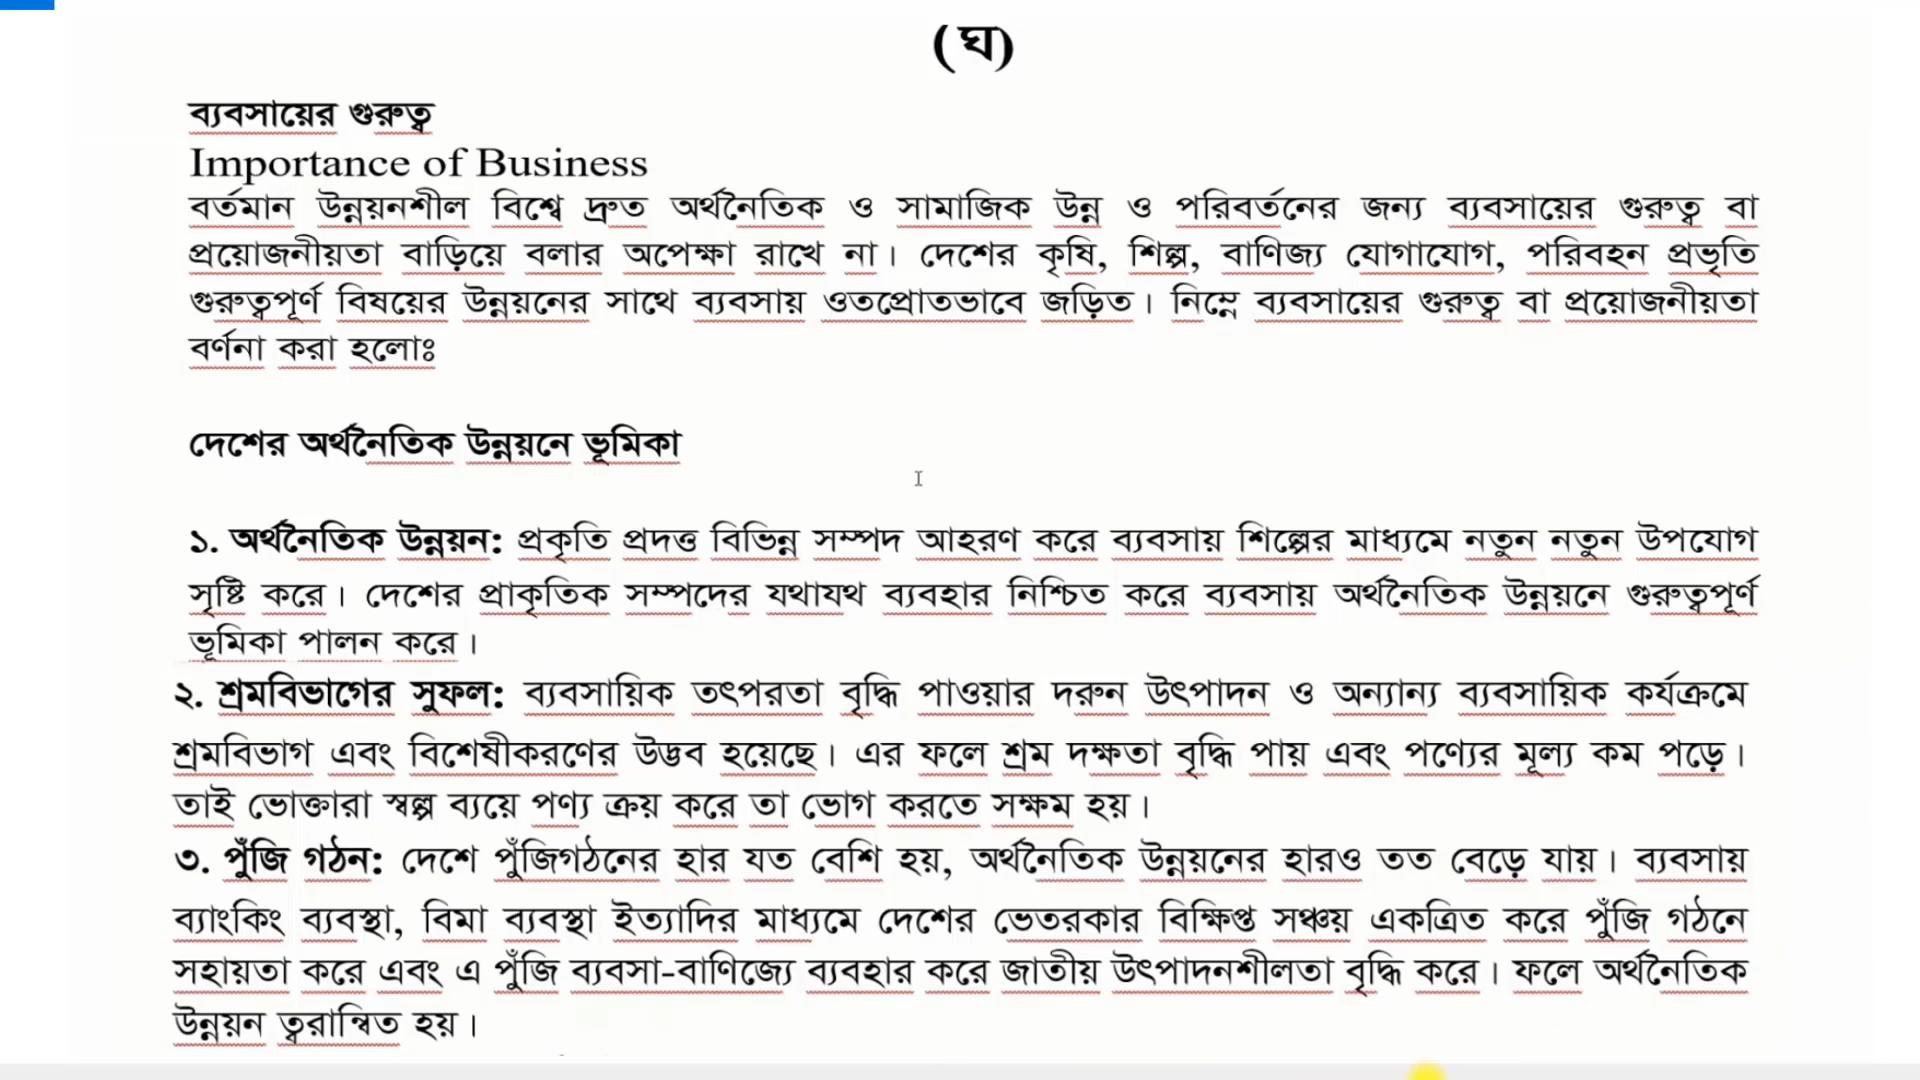 (ঘ)
ব্যবসায়ের গুরুত্ব
Importance of Business
বর্তমান উন্নয়নশীল বিশ্বে দ্রুত অর্থনৈতিক ও সামাজিক উন্ন ও পরিবর্তনের জন্য ব্যবসায়ের গুরুত্ব বা
প্রয়োজনীয়তা বাড়িয়ে বলার অপেক্ষা রাখে না। দেশের কৃষি, শিল্প, বাণিজ্য যোগাযোগ, পরিবহন প্রভৃতি
গুরুত্বপূর্ণ বিষয়ের উন্নয়নের সাথে ব্যবসায় ওতপ্রোতভাবে জড়িত। নিম্নে ব্যবসায়ের গুরুত্ব বা প্রয়োজনীয়তা
বর্ণনা করা হলোঃ
দেশের অর্থনৈতিক উন্নয়নে ভূমিকা
১. অর্থনৈতিক উন্নয়ন: প্রকৃতি প্রদত্ত বিভিন্ন সম্পদ আহরণ করে ব্যবসায় শিল্পের মাধ্যমে নতুন নতুন উপযোগ
সৃষ্টি করে। দেশের প্রাকৃতিক সম্পদের যথাযথ ব্যবহার নিশ্চিত করে ব্যবসায় অর্থনৈতিক উন্নয়নে গুরুত্বপূর্ণ
ভূমিকা পালন করে।
২. শ্রমবিভাগের সুফল: ব্যবসায়িক তৎপরতা বৃদ্ধি পাওয়ার দরুন উৎপাদন ও অন্যান্য ব্যবসায়িক কর্যক্রমে
শ্রমবিভাগ এবং বিশেষীকরণের উদ্ভব হয়েছে। এর ফলে শ্রম দক্ষতা বৃদ্ধি পায় এবং পণ্যের মূল্য কম পড়ে।
তাই ভোক্তারা স্বল্প ব্যয়ে পণ্য ক্রয় করে তা ভোগ করতে সক্ষম হয়।
৩. পুঁজি গঠন: দেশে পুঁজিগঠনের হার যত বেশি হয়, অর্থনৈতিক উন্নয়নের হারও তত বেড়ে যায়। ব্যবসায়
ব্যাংকিং ব্যবস্থা, বিমা ব্যবস্থা ইত্যাদির মাধ্যমে দেশের ভেতরকার বিক্ষিপ্ত সঞ্চয় একত্রিত করে পুঁজি গঠনে
সহায়তা করে এবং এ পুঁজি ব্যবসা-বাণিজ্যে ব্যবহার করে জাতীয় উৎপাদনশীলতা বৃদ্ধি করে। ফলে অর্থনৈতিক
উন্নয়ন ত্বরান্বিত হয়।